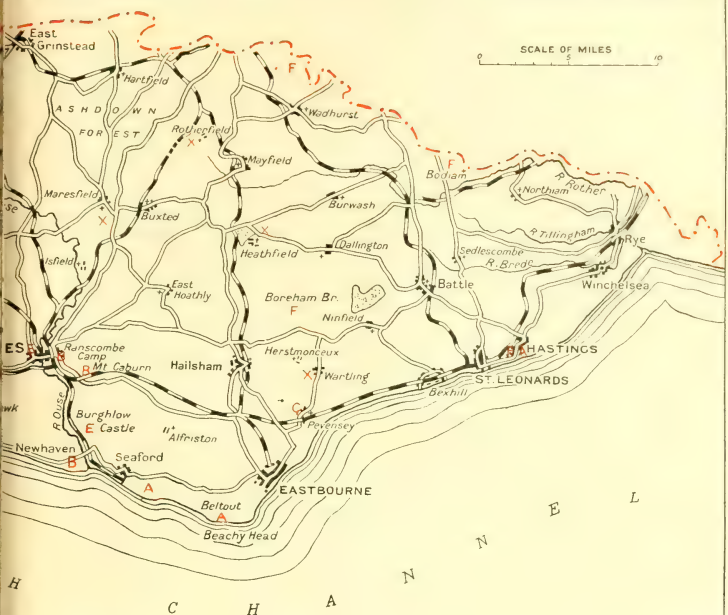 East
Grinstead
SCALE OF MILES
0 5 10
F
Hartfield
ASHDOWN
FOREST
Wadhurst
Rotherfield
X
Mayfield
F
Bodiam
R. ROTHER
Northiam
Maresfield
X
Buxted
Burwash
R. Tillingham
Rye
X
Heathfield
Dallington
Sedlescombe
R. Brede
Isfield
East
Hoathly
Battle
Winchelsea
Boreham Br.
F
Ninfield
ES
Ranscombe
Camp
B
Herstmonceux
HASTINGS
B
Mt Caburn
Hailsham
X
Wartling
ST. LEONARDS
Bexhill
R. Ouse
C
Pevensey
Burghlow
E Castle
Alfriston
Newhaven
B
Seaford
A
EASTBOURNE
Beltout
A
Beachy Head
H C H A N N E L